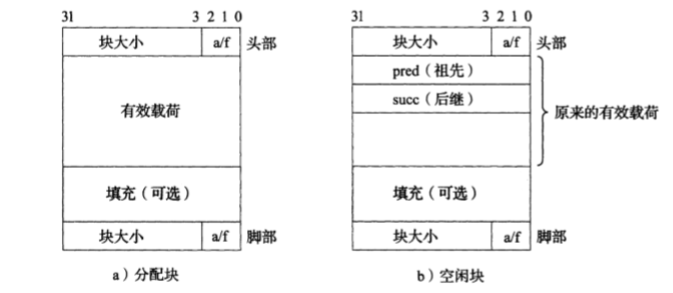 31 3 2 1 0
块大小 a/f 头部
有效载荷
填充（可选）
块大小 a/f 脚部
a）分配块
31 3 2 1 0
块大小 a/f 头部
pred（祖先）
succ（后继）
原来的有效载荷
填充（可选）
块大小 a/f 脚部
b）空闲块